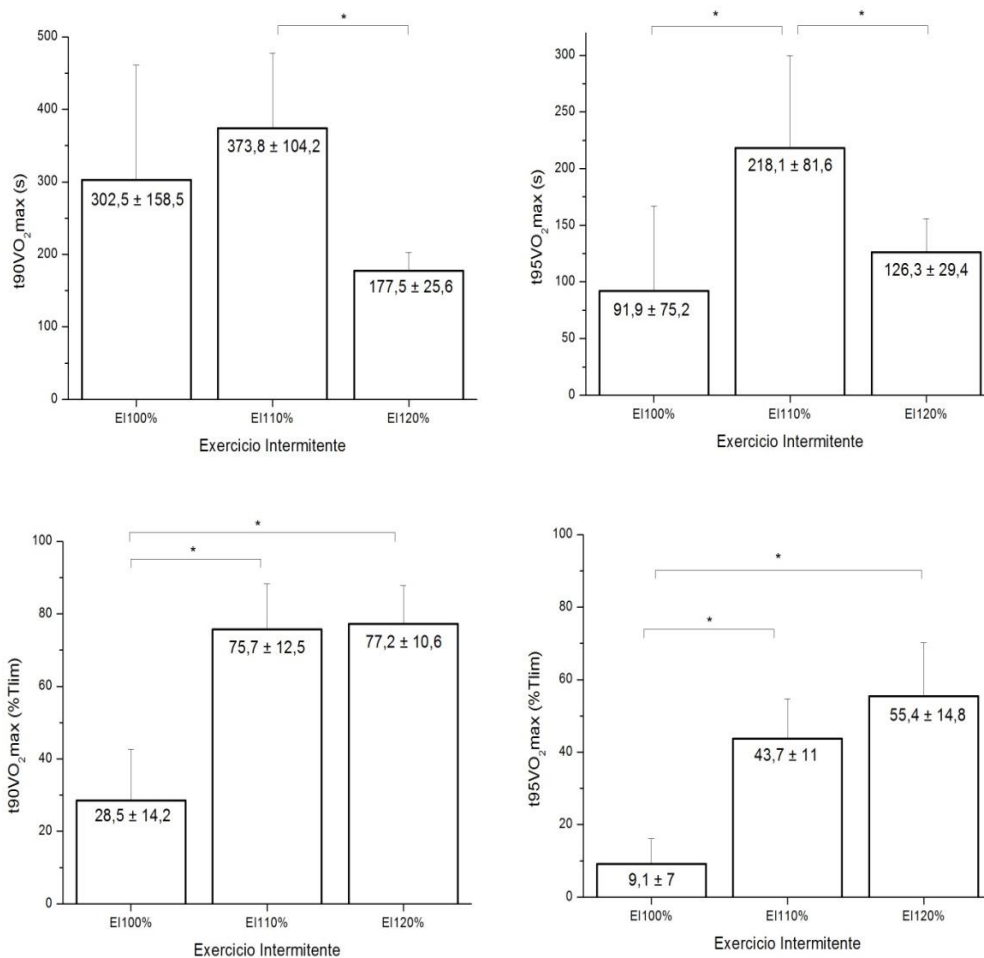 *
500
400
300
200
100
0
t90VO₂max (s)
302,5 ± 158,5
373,8 ± 104,2
177,5 ± 25,6
EI100%
EI110%
EI120%
Exercicio Intermitente
*
*
300
250
200
150
100
50
0
t95VO₂max (s)
91,9 ± 75,2
218,1 ± 81,6
126,3 ± 29,4
EI100%
EI110%
EI120%
Exercicio Intermitente
*
*
100
80
60
40
20
0
t90VO₂max (%Tlim)
28,5 ± 14,2
75,7 ± 12,5
77,2 ± 10,6
EI100%
EI110%
EI120%
Exercicio Intermitente
*
*
100
80
60
40
20
0
t95VO₂max (%Tlim)
9,1 ± 7
43,7 ± 11
55,4 ± 14,8
EI100%
EI110%
EI120%
Exercicio Intermitente